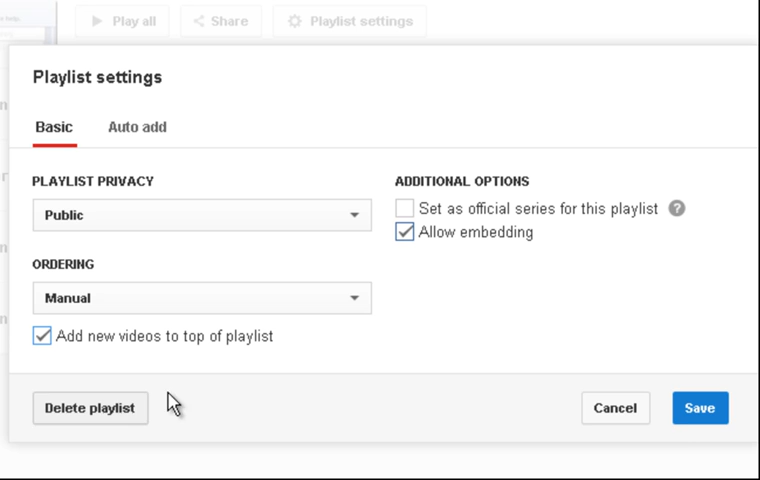 Play all
Share
Playlist settings
Playlist settings
Basic
Auto add
PLAYLIST PRIVACY
Public
ORDERING
Manual
Add new videos to top of playlist
ADDITIONAL OPTIONS
Set as official series for this playlist ?
Allow embedding
Delete playlist
Cancel
Save